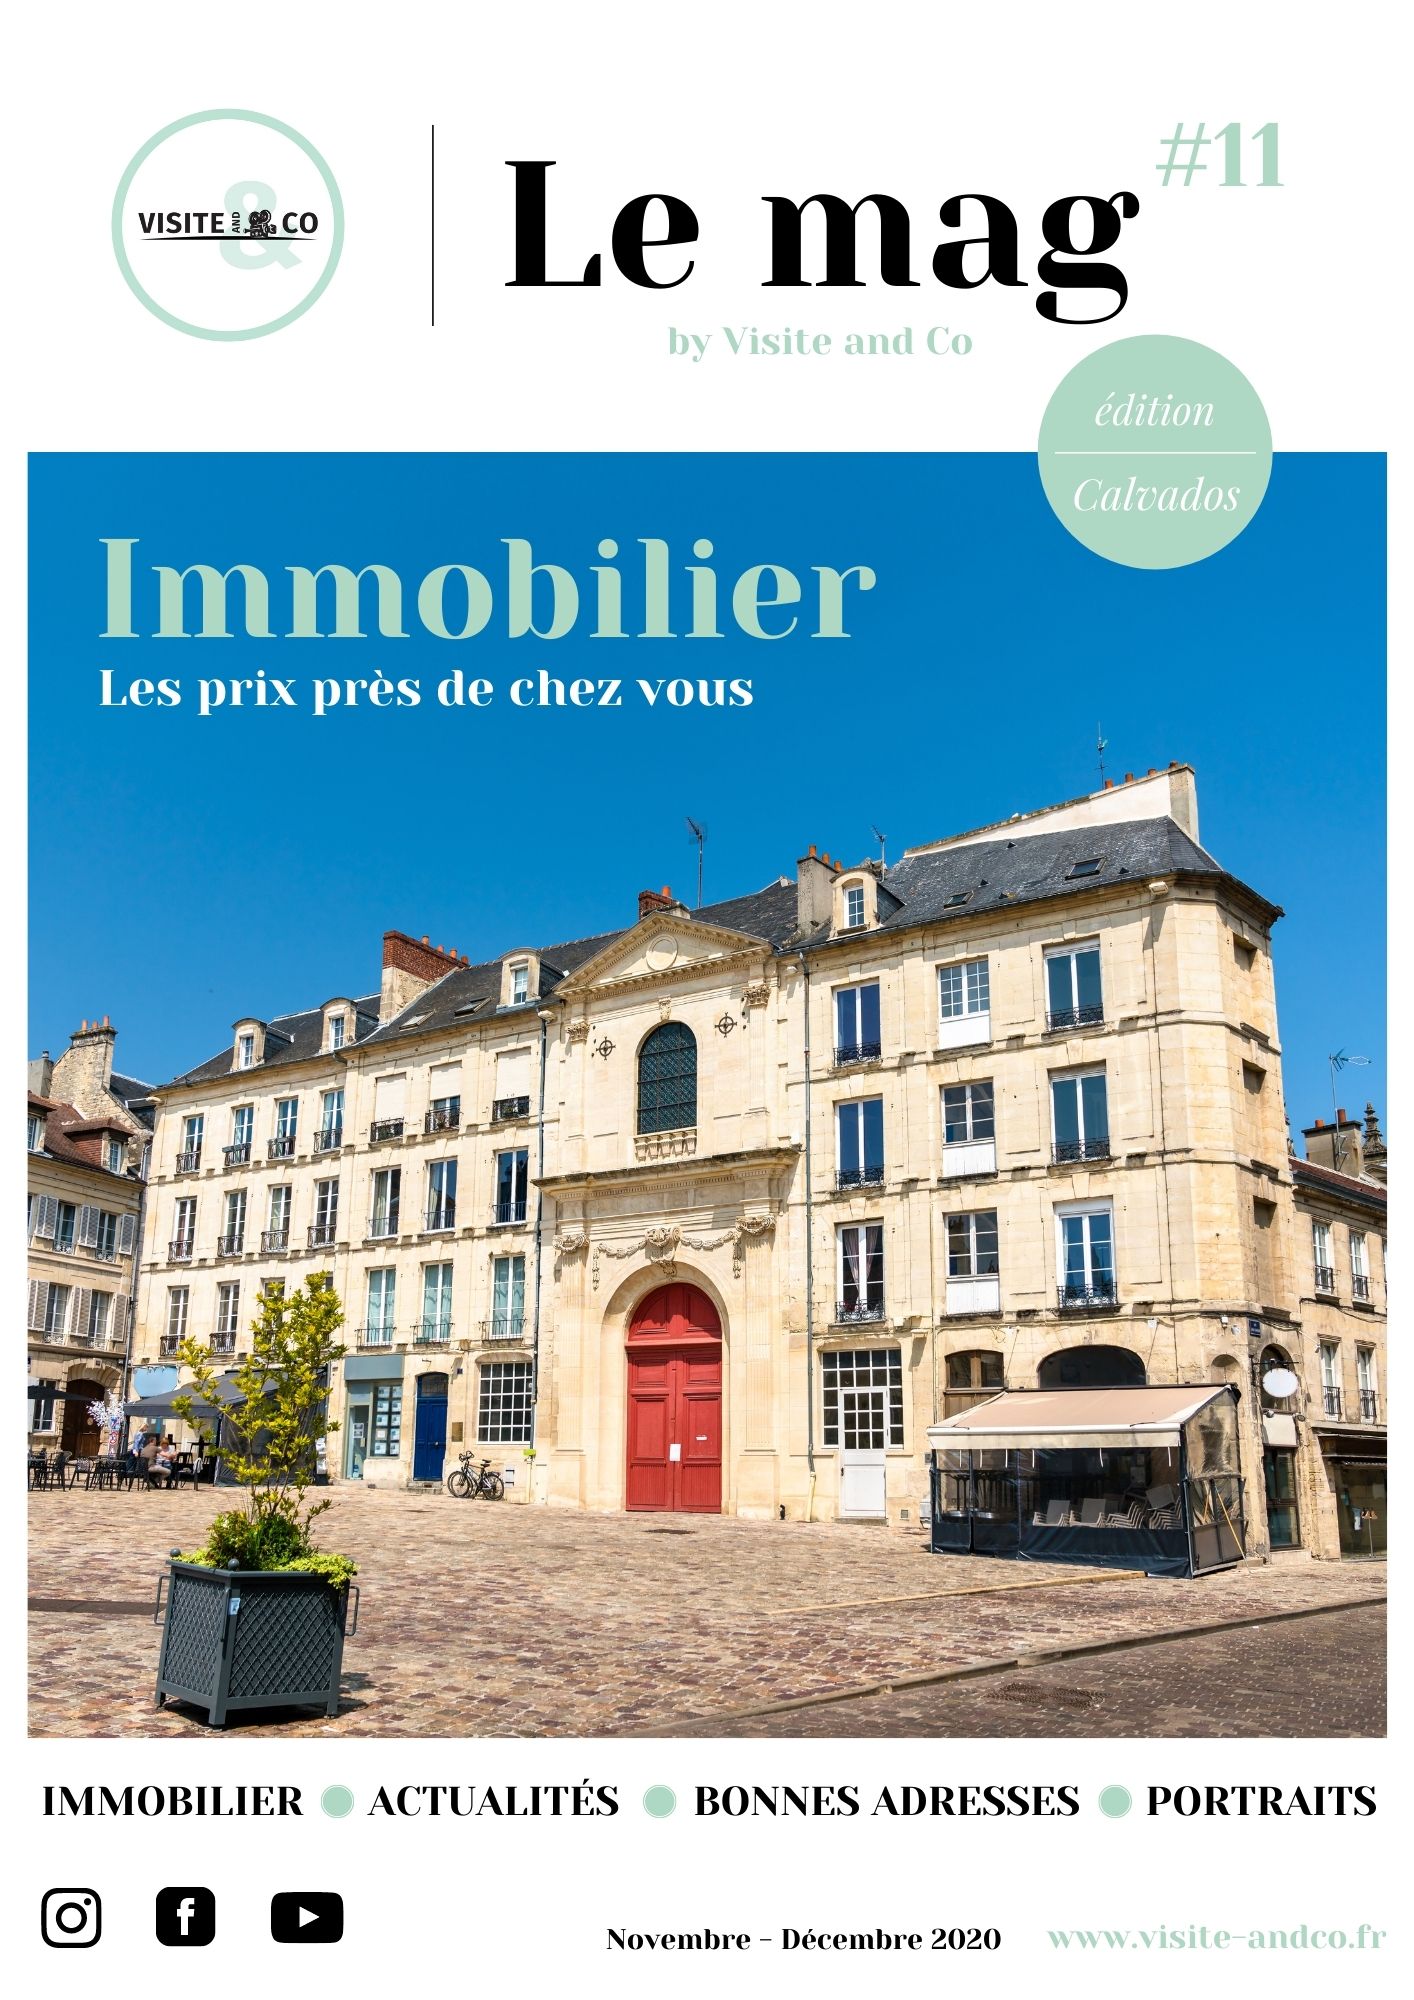 VISITE AND CO
&
Le mag
#11
by Visite and Co
édition
Calvados
Immobilier
Les prix près de chez vous
IMMOBILIER ACTUALITÉS BONNES ADRESSES PORTRAITS
Novembre - Décembre 2020
www.visite-andco.fr